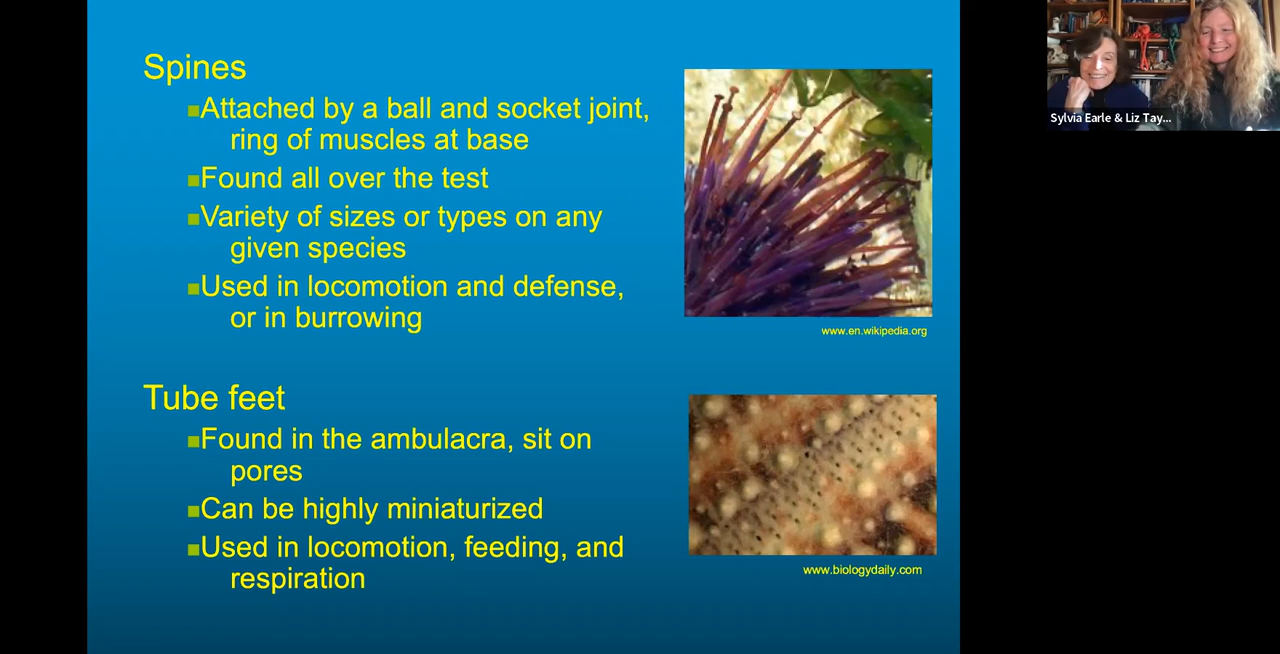 Spines
Attached by a ball and socket joint,
ring of muscles at base
Found all over the test
Variety of sizes or types on any
given species
Used in locomotion and defense,
or in burrowing
www.en.wikipedia.org
Tube feet
Found in the ambulacra, sit on
pores
Can be highly miniaturized
Used in locomotion, feeding, and
respiration
www.biologydaily.com
Sylvia Earle & Liz Tay...